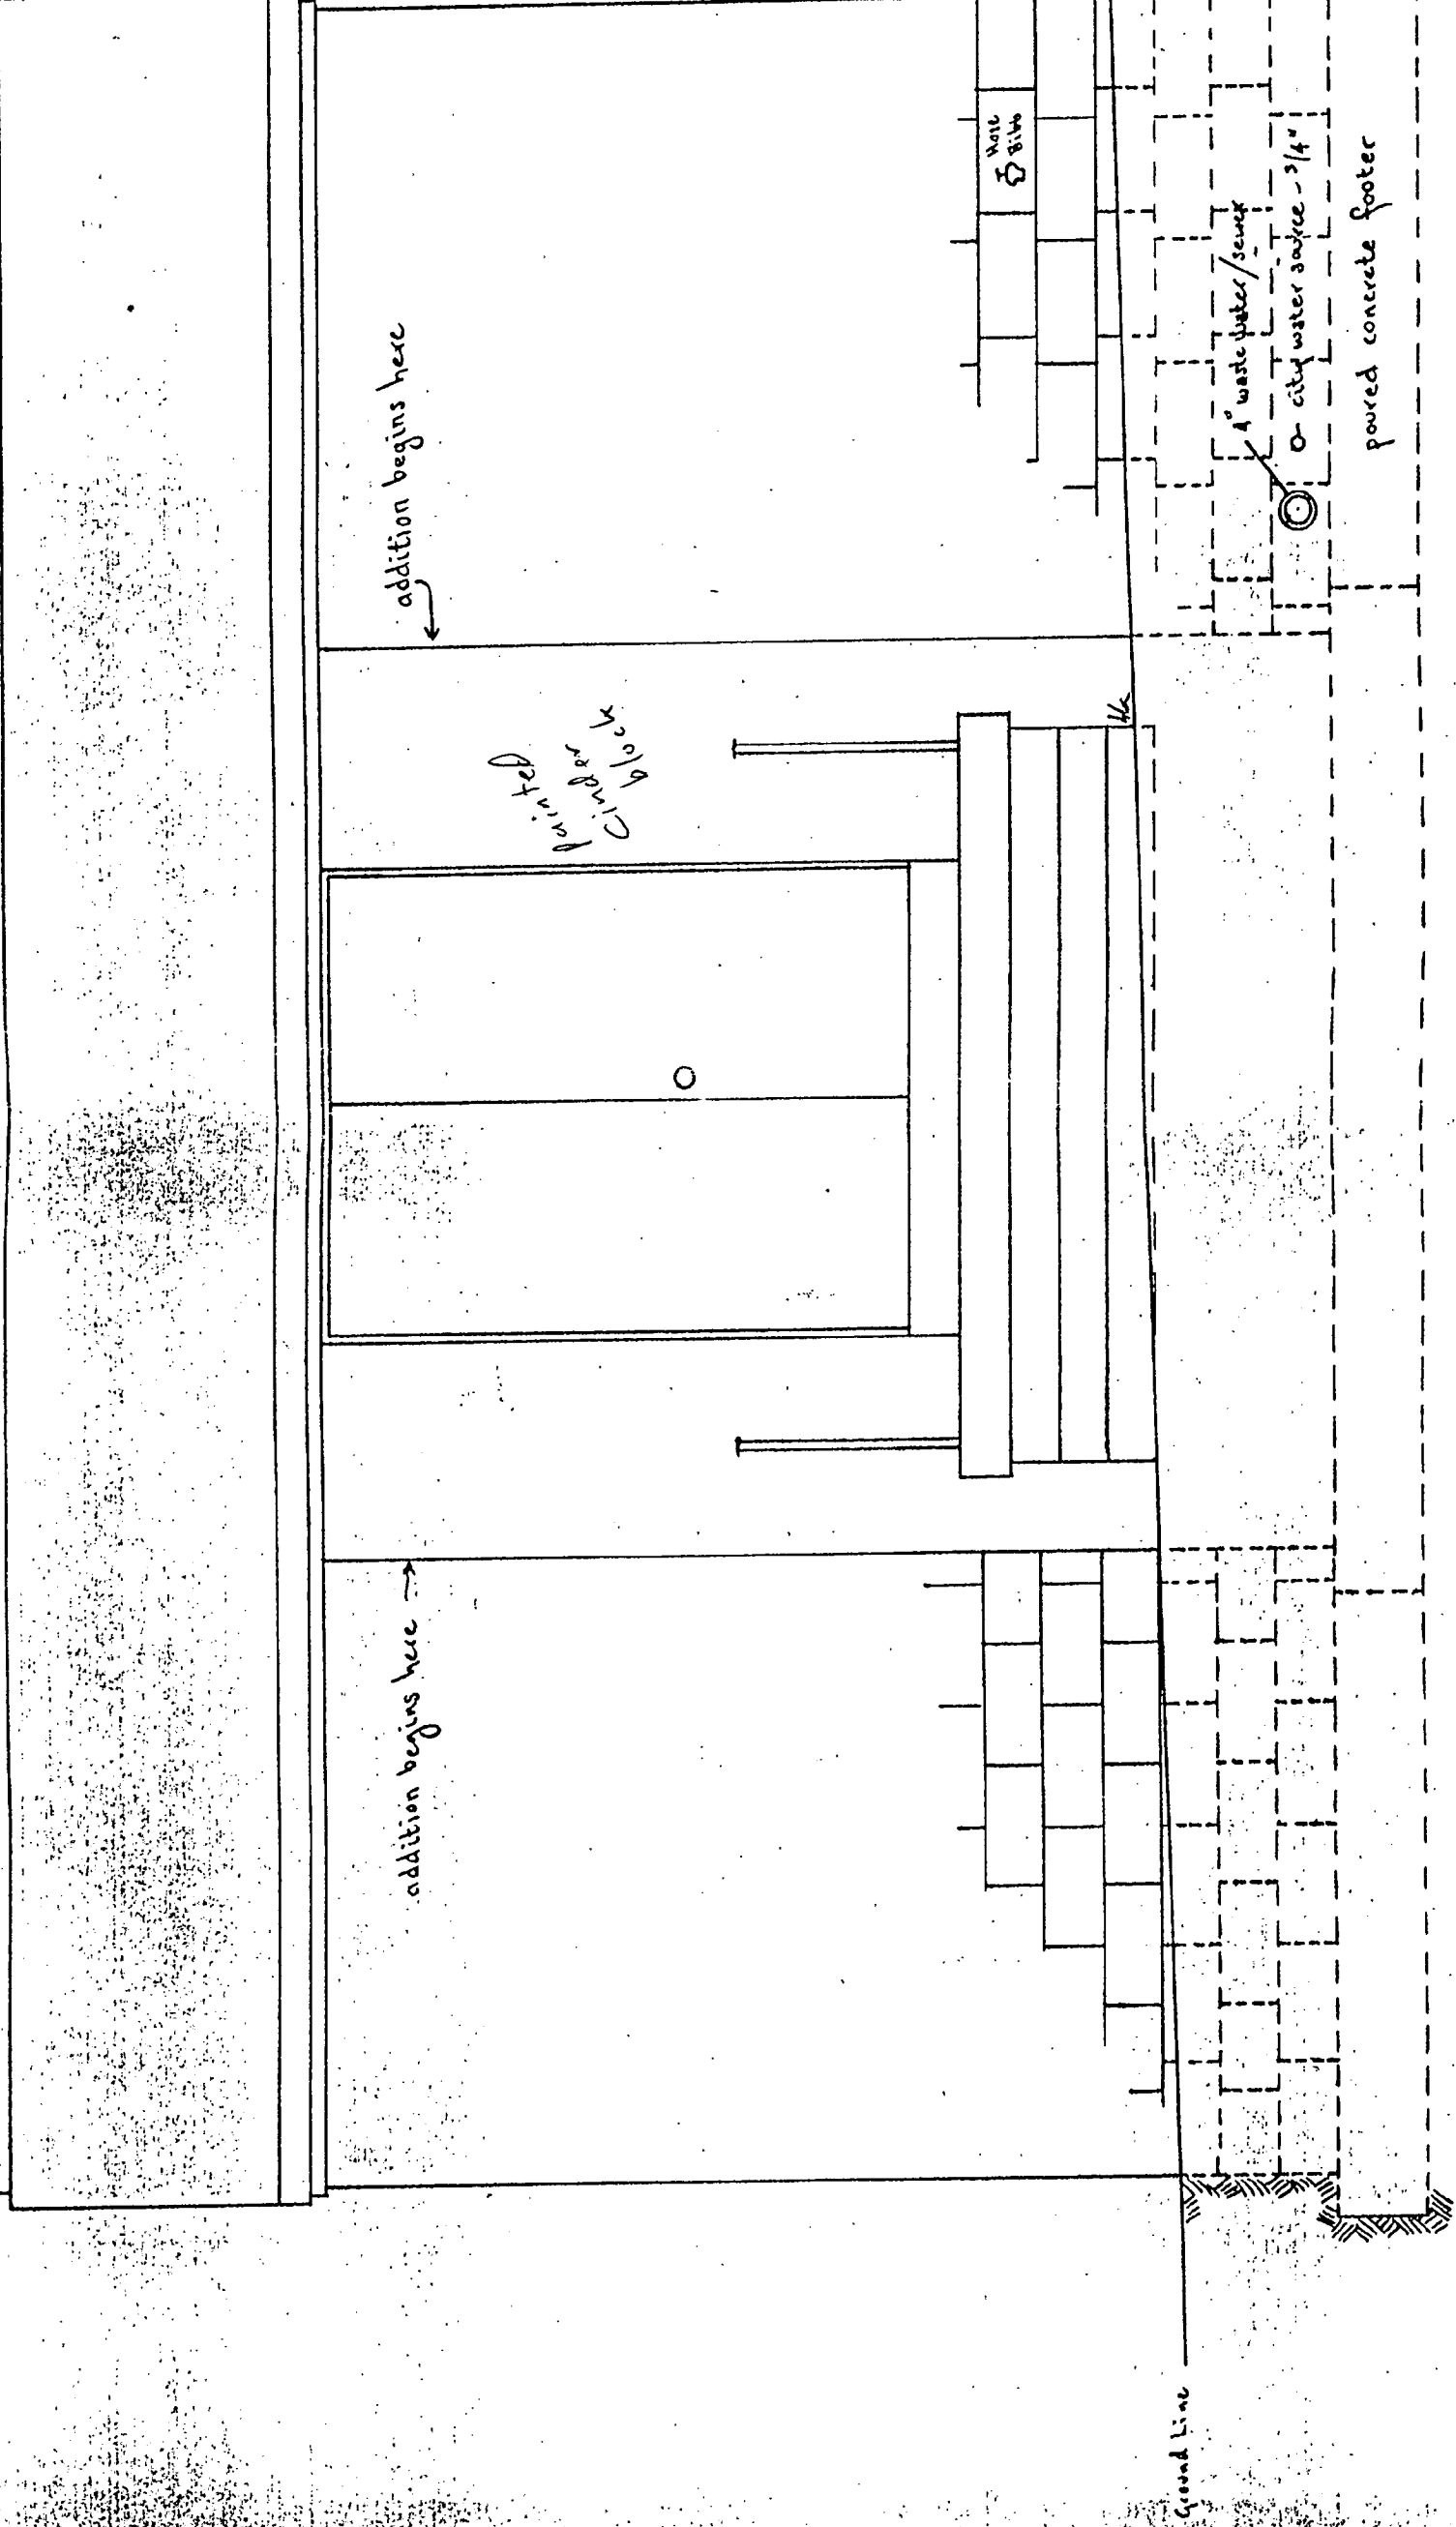 addition begins here
addition begins here
painted
cinder
block
Hose
Bibb
4" waste water/sewer
city water source - 3/4"
poured concrete footer
Ground Line